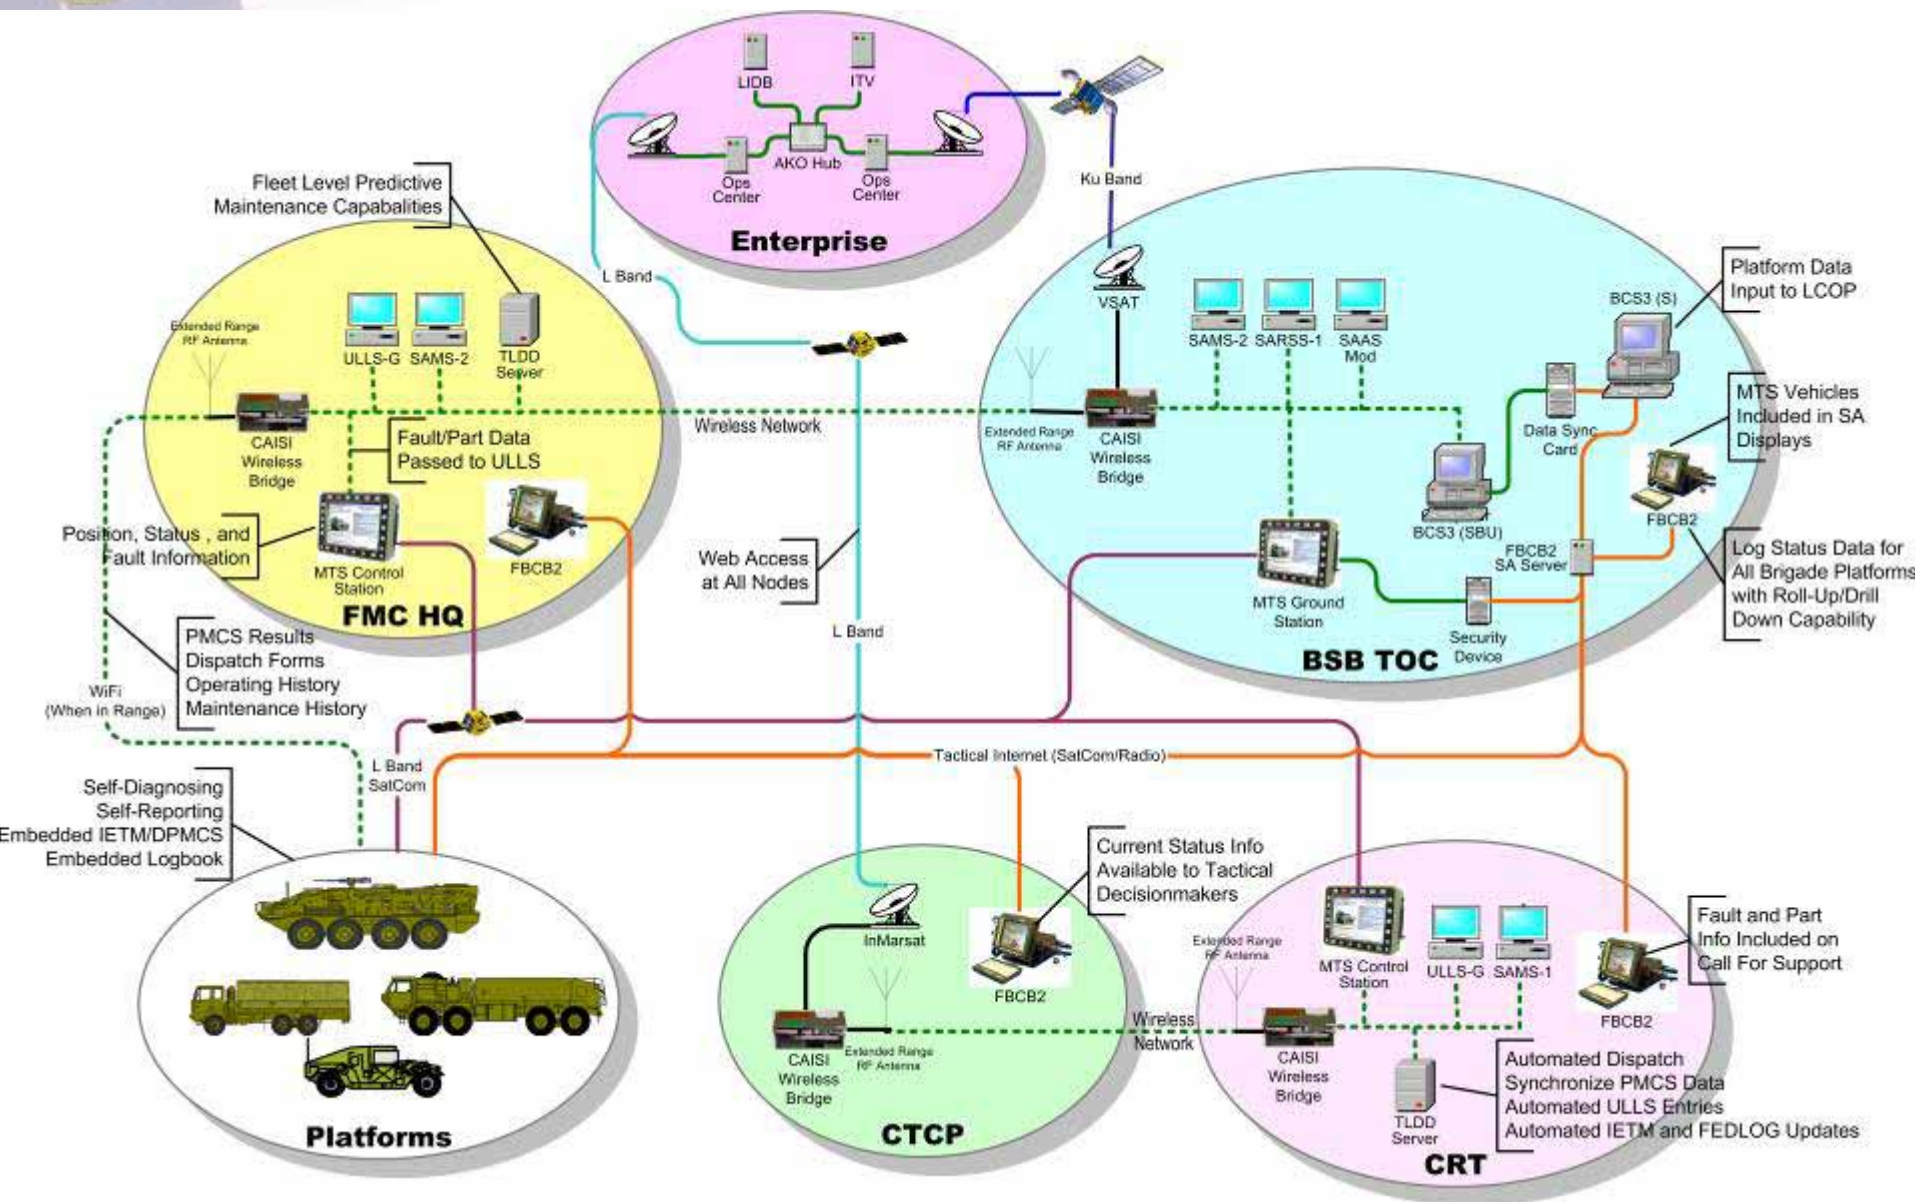 LIDB
ITV
AKO Hub
Ops
Center
Ops
Center
Enterprise
Ku Band
L Band
Fleet Level Predictive
Maintenance Capabalities
Extended Range
RF Antenna
ULLS-G
SAMS-2
TLDD
Server
CAISI
Wireless
Bridge
Fault/Part Data
Passed to ULLS
Position, Status , and
Fault Information
MTS Control
Station
FBCB2
FMC HQ
Wireless Network
Web Access
at All Nodes
L Band
VSAT
SAMS-2
SARSS-1
SAAS
Mod
BCS3 (S)
Platform Data
Input to LCOP
Extended Range
RF Antenna
CAISI
Wireless
Bridge
Data Sync
Card
MTS Vehicles
Included in SA
Displays
BCS3 (SBU)
FBCB2
FBCB2
SA Server
Log Status Data for
All Brigade Platforms
with Roll-Up/Drill
Down Capability
MTS Ground
Station
Security
Device
BSB TOC
PMCS Results
Dispatch Forms
Operating History
Maintenance History
WiFi
(When in Range)
L Band
SatCom
Tactical Internet (SatCom/Radio)
Self-Diagnosing
Self-Reporting
Embedded IETM/DPMCS
Embedded Logbook
Platforms
Current Status Info
Available to Tactical
Decisionmakers
InMarsat
FBCB2
CAISI
Wireless
Bridge
Extended Range
RF Antenna
CTCP
Wireless
Network
Extended Range
RF Antenna
MTS Control
Station
ULLS-G
SAMS-1
FBCB2
Fault and Part
Info Included on
Call For Support
CAISI
Wireless
Bridge
TLDD
Server
Automated Dispatch
Synchronize PMCS Data
Automated ULLS Entries
Automated IETM and FEDLOG Updates
CRT